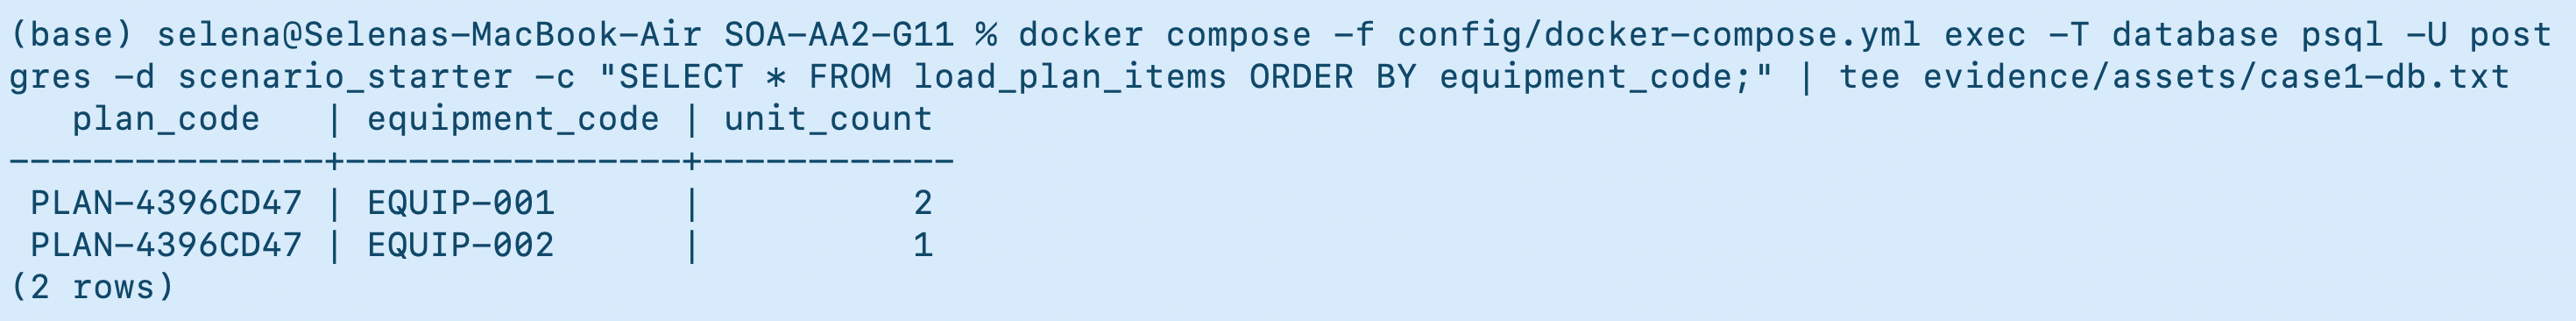 (base) selena@Selenas-MacBook-Air SOA-AA2-G11 % docker compose -f config/docker-compose.yml exec -T database psql -U post
gres -d scenario_starter -c "SELECT * FROM load_plan_items ORDER BY equipment_code;" | tee evidence/assets/case1-db.txt
   plan_code   | equipment_code | unit_count
---------------+----------------+------------
 PLAN-4396CD47 | EQUIP-001      |          2
 PLAN-4396CD47 | EQUIP-002      |          1
(2 rows)